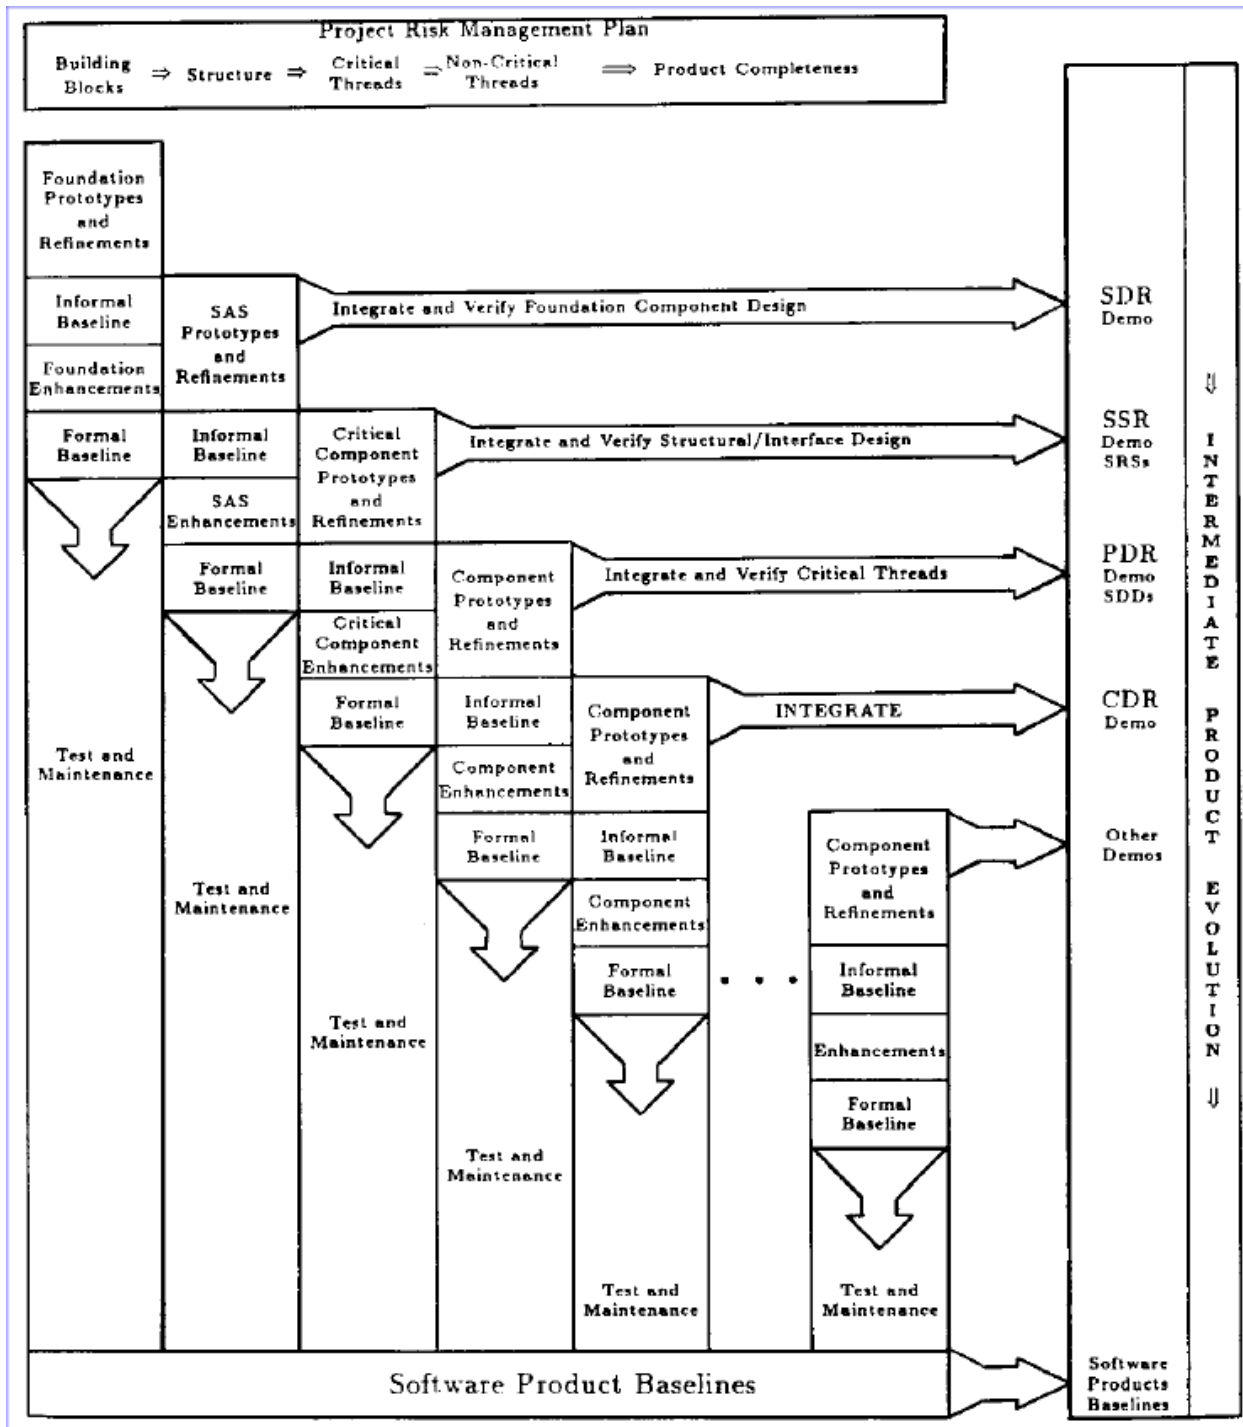 Project Risk Management Plan
Building Blocks ⇒ Structure ⇒ Critical Threads ⇒ Non-Critical Threads ⇒ Product Completeness
Foundation
Prototypes
and
Refinements
Informal
Baseline
Foundation
Enhancements
Formal
Baseline
Test and
Maintenance
SAS
Prototypes
and
Refinements
Informal
Baseline
SAS
Enhancements
Formal
Baseline
Test and
Maintenance
Critical
Component
Prototypes
and
Refinements
Informal
Baseline
Critical
Component
Enhancements
Formal
Baseline
Test and
Maintenance
Component
Prototypes
and
Refinements
Informal
Baseline
Component
Enhancements
Formal
Baseline
Test and
Maintenance
Component
Prototypes
and
Refinements
Informal
Baseline
Component
Enhancements
Formal
Baseline
Test and
Maintenance
• • •
Component
Prototypes
and
Refinements
Informal
Baseline
Enhancements
Formal
Baseline
Test and
Maintenance
Integrate and Verify Foundation Component Design
Integrate and Verify Structural/Interface Design
Integrate and Verify Critical Threads
INTEGRATE
SDR
Demo
SSR
Demo
SRSs
PDR
Demo
SDDs
CDR
Demo
Other
Demos
Software
Products
Baselines
⇓ INTERMEDIATE PRODUCT EVOLUTION ⇓
Software Product Baselines